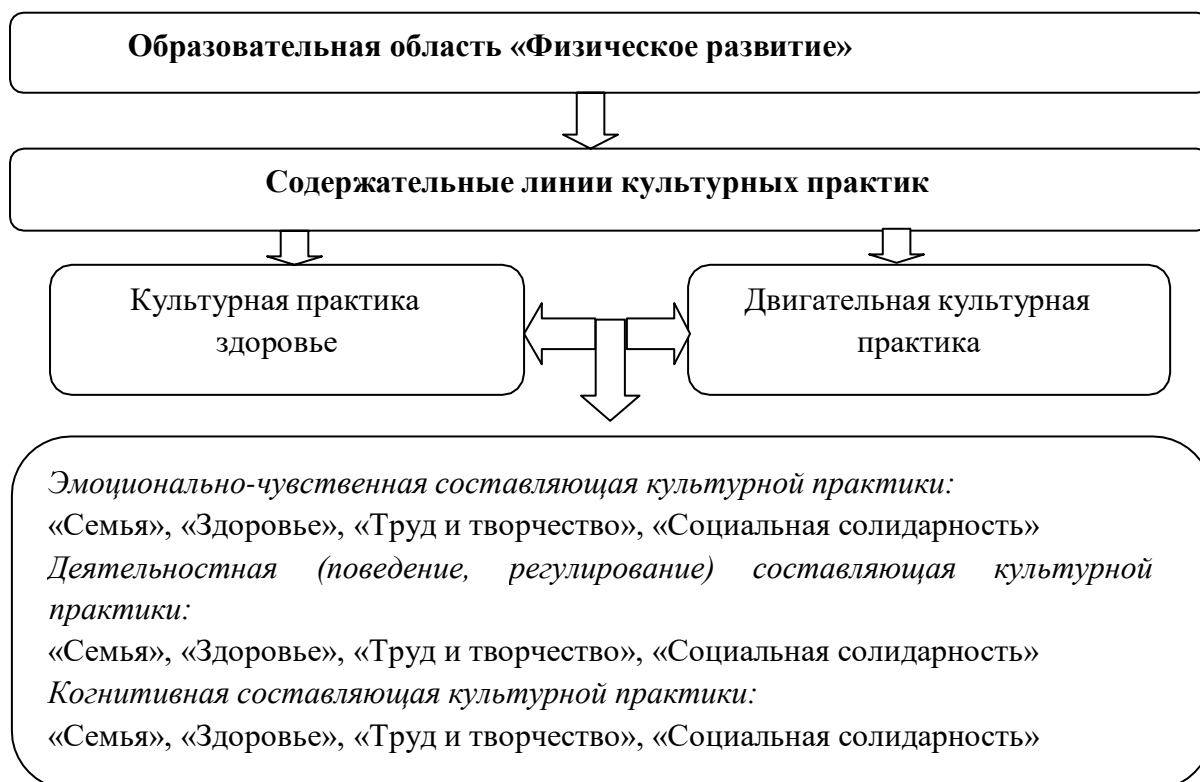 Образовательная область «Физическое развитие»
Содержательные линии культурных практик
Культурная практика
здоровье
Двигательная культурная
практика
Эмоционально-чувственная составляющая культурной практики:
«Семья», «Здоровье», «Труд и творчество», «Социальная солидарность»
Деятельностная (поведение, регулирование) составляющая культурной
практики:
«Семья», «Здоровье», «Труд и творчество», «Социальная солидарность»
Когнитивная составляющая культурной практики:
«Семья», «Здоровье», «Труд и творчество», «Социальная солидарность»